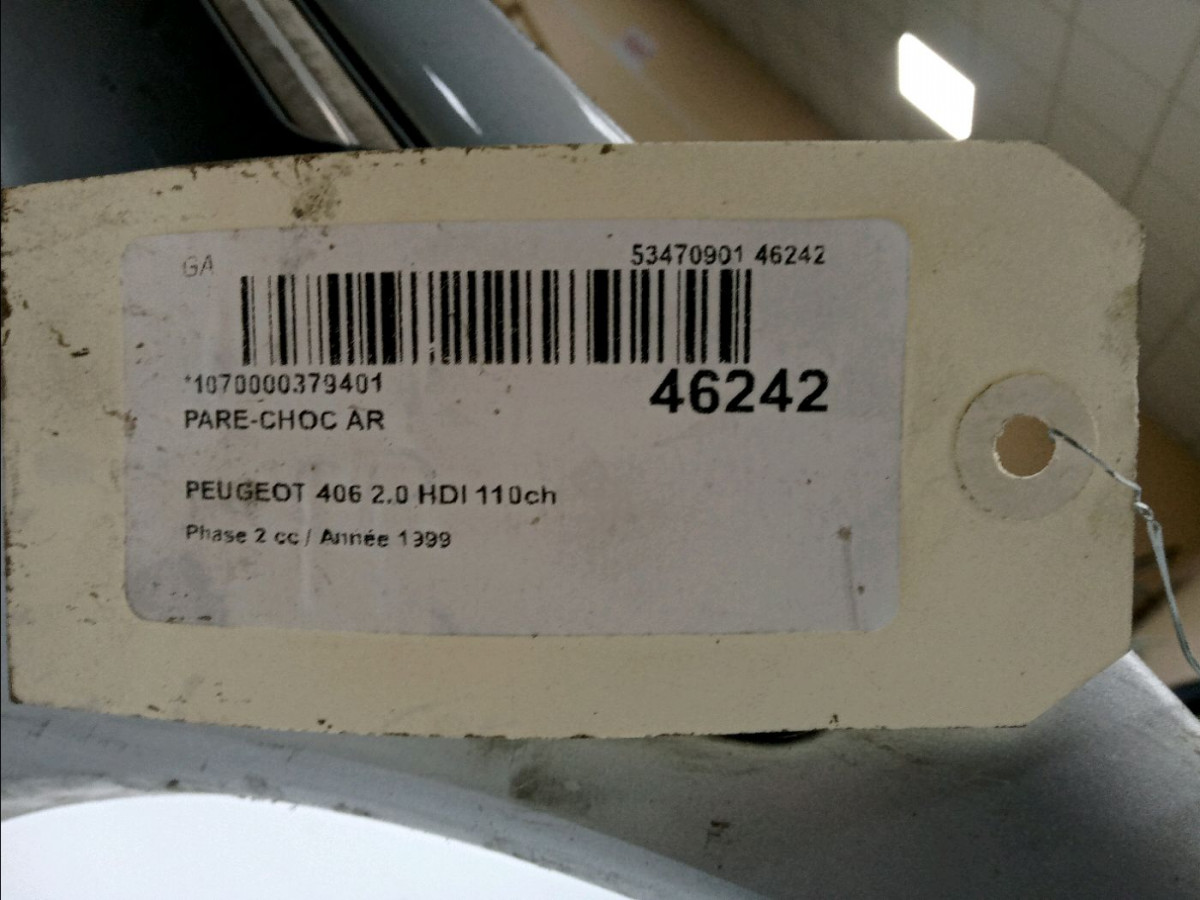 GA
53470901 46242
*1070000379401
46242
PARE-CHOC AR
PEUGEOT 406 2.0 HDI 110ch
Phase 2 cc / Année 1999